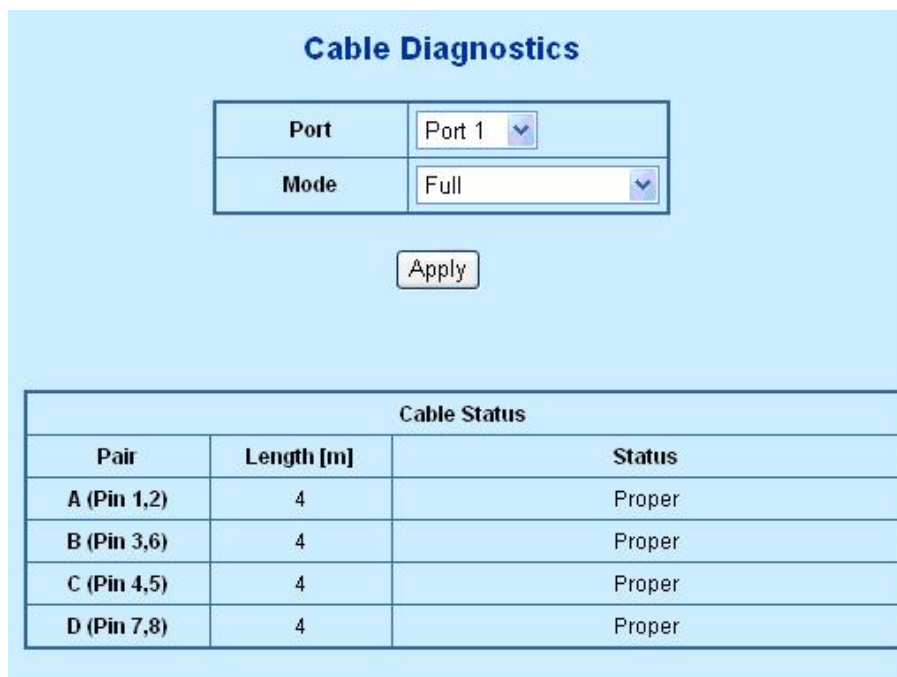 Cable Diagnostics
Port Port 1
Mode Full
Apply
Cable Status
Pair Length [m] Status
A (Pin 1,2) 4 Proper
B (Pin 3,6) 4 Proper
C (Pin 4,5) 4 Proper
D (Pin 7,8) 4 Proper